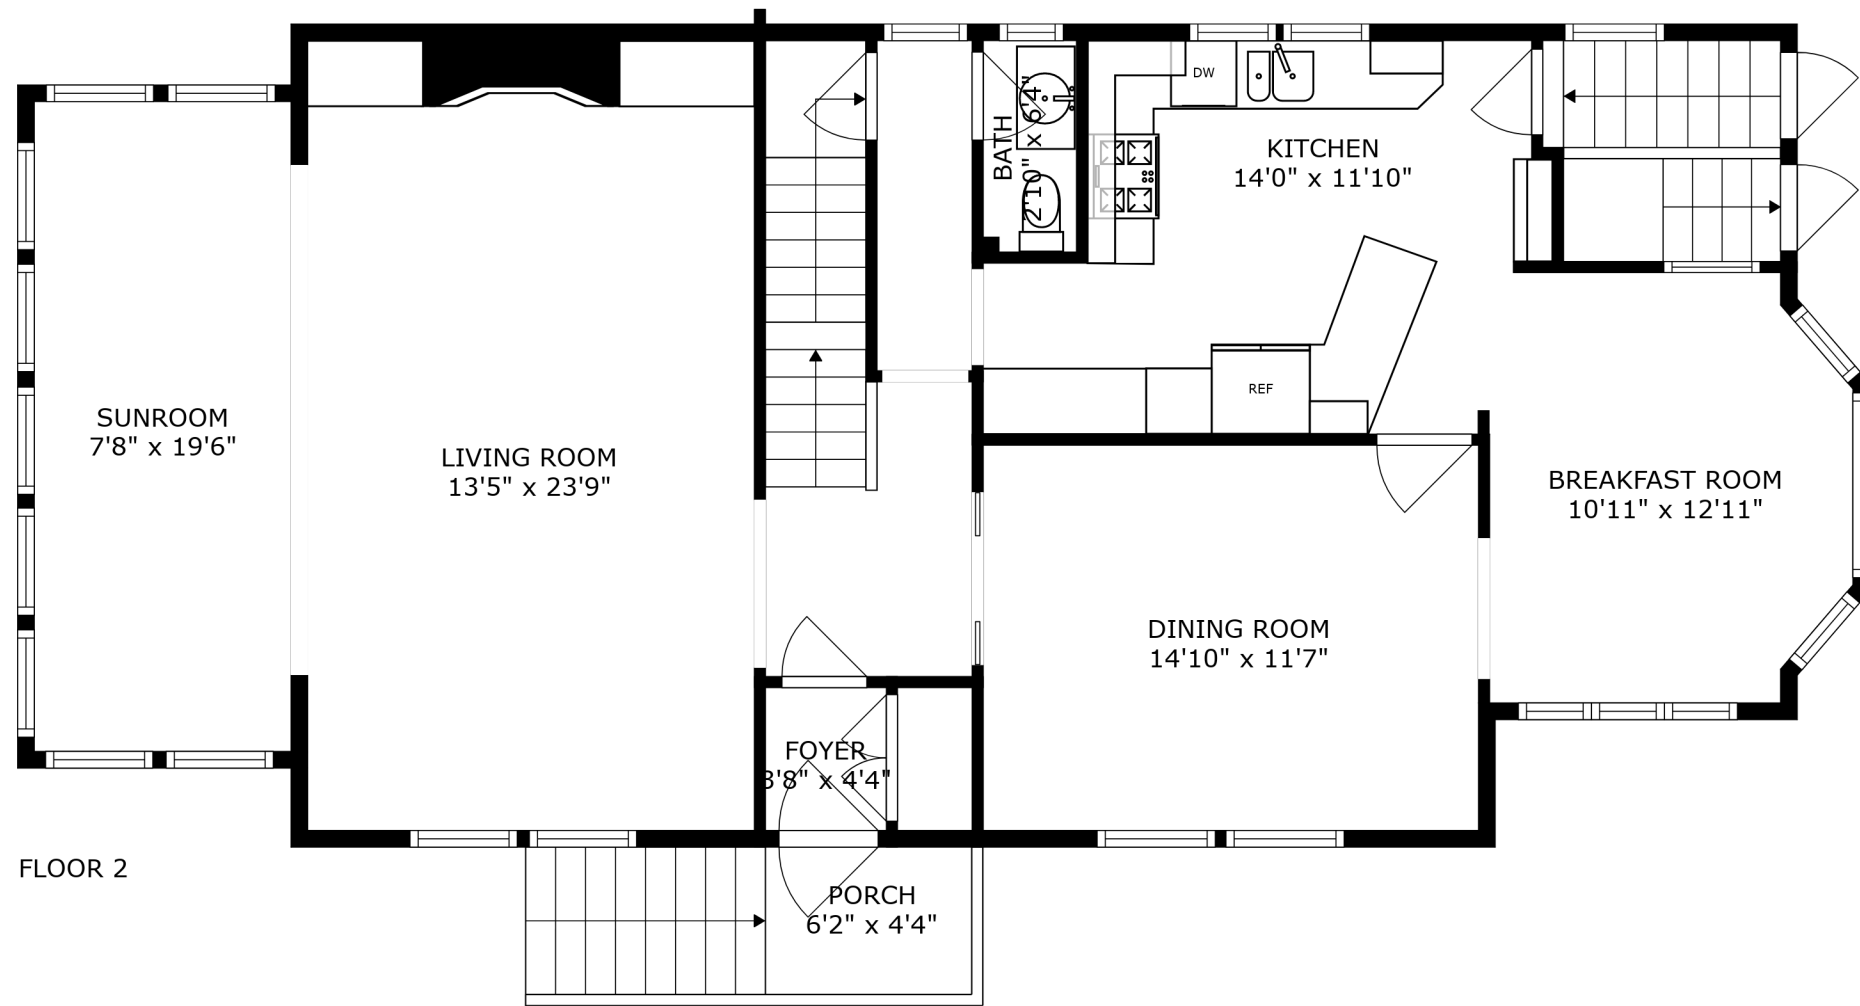 DW
BATH
2'10" x 6'4"
KITCHEN
14'0" x 11'10"
REF
SUNROOM
7'8" x 19'6"
LIVING ROOM
13'5" x 23'9"
BREAKFAST ROOM
10'11" x 12'11"
DINING ROOM
14'10" x 11'7"
FOYER
3'8" x 4'4"
FLOOR 2
PORCH
6'2" x 4'4"